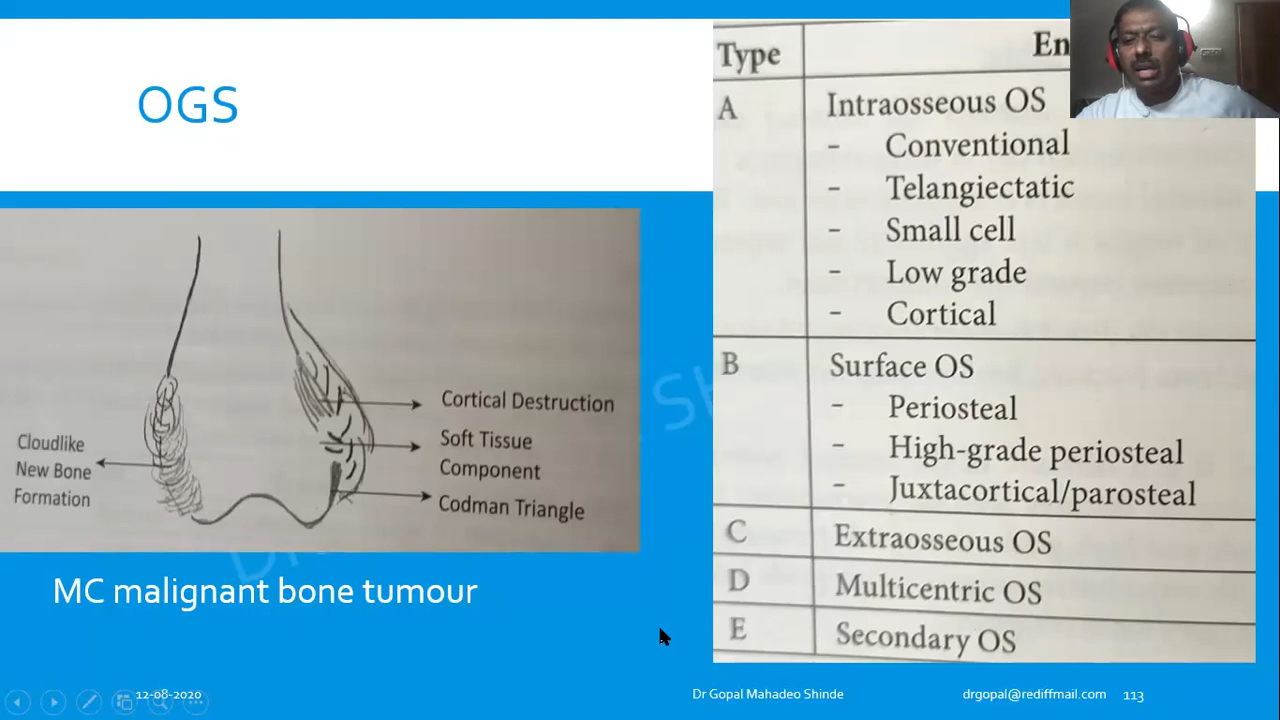 OGS
Cloudlike
New Bone
Formation
Cortical Destruction
Soft Tissue
Component
Codman Triangle
MC malignant bone tumour
Type
A Intraosseous OS
- Conventional
- Telangiectatic
- Small cell
- Low grade
- Cortical
B Surface OS
- Periosteal
- High-grade periosteal
- Juxtacortical/parosteal
C Extraosseous OS
D Multicentric OS
E Secondary OS
12-08-2020 Dr Gopal Mahadeo Shinde drgopal@rediffmail.com 113